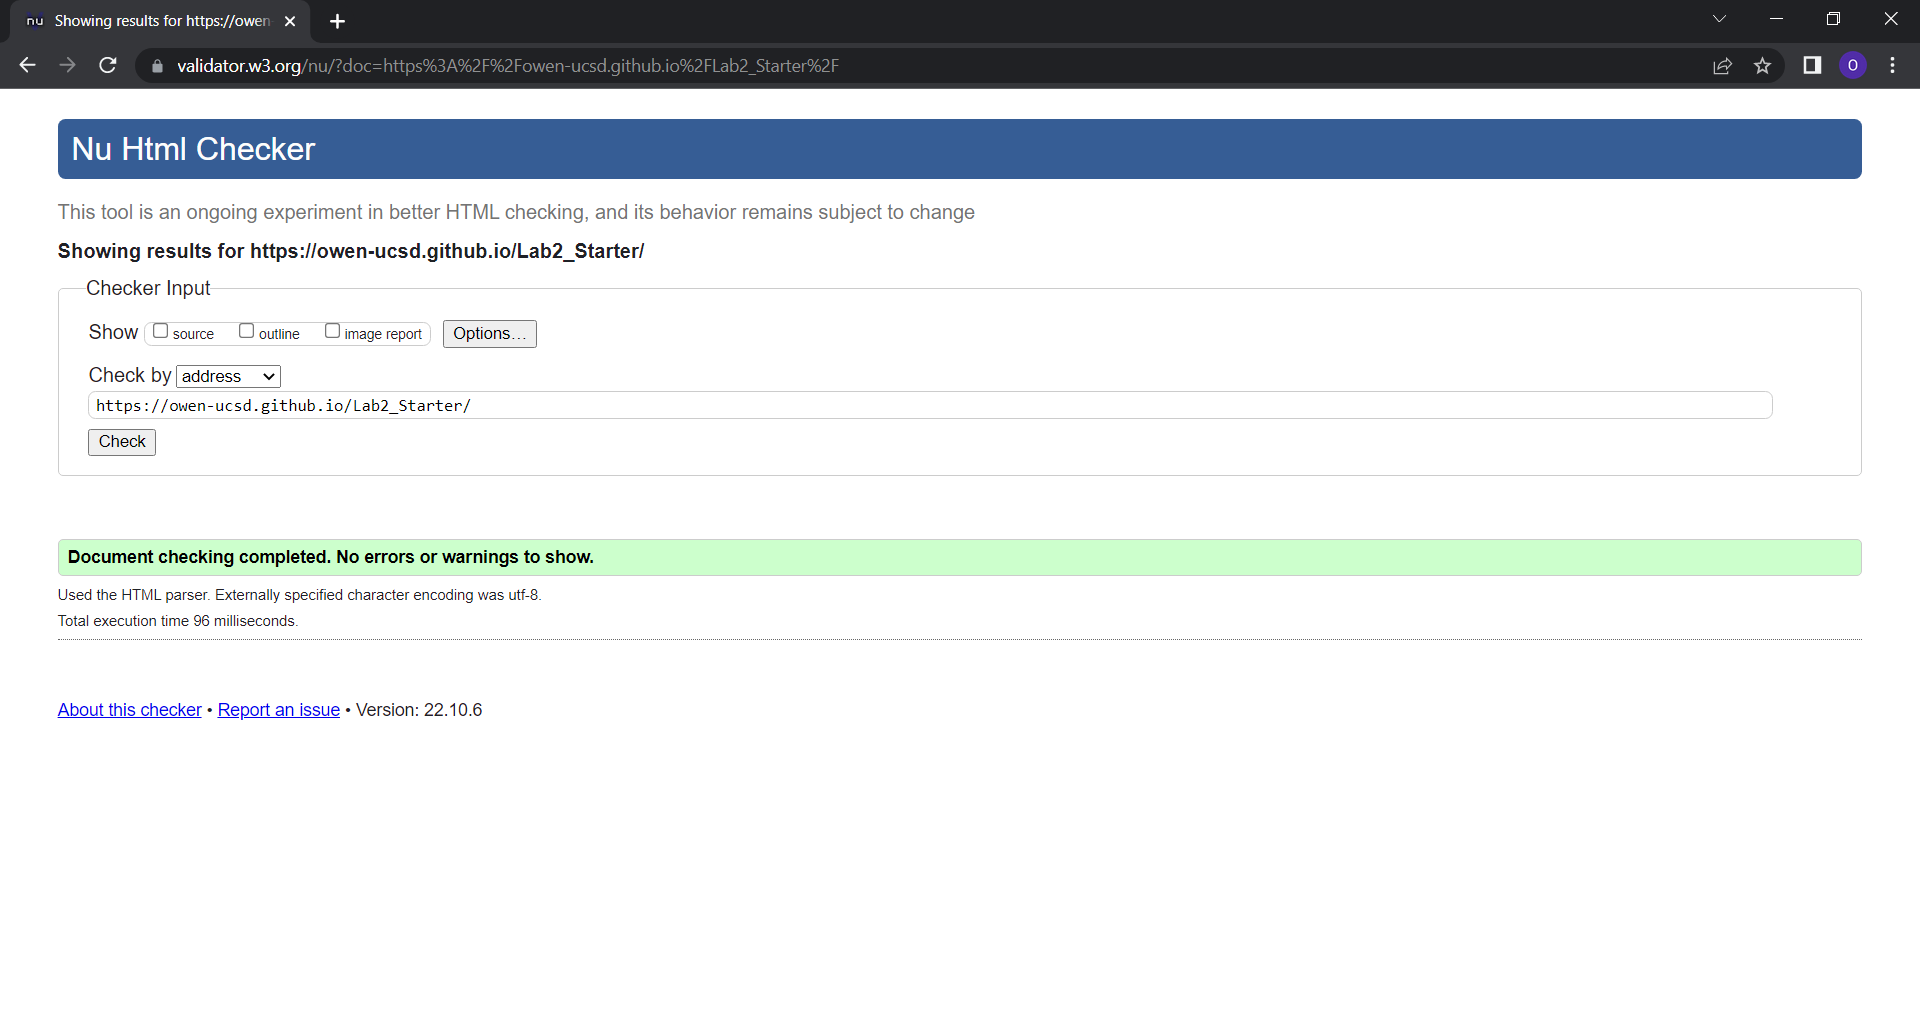 nu Showing results for https://owen-
validator.w3.org/nu/?doc=https%3A%2F%2Fowen-ucsd.github.io%2FLab2_Starter%2F
O
Nu Html Checker
This tool is an ongoing experiment in better HTML checking, and its behavior remains subject to change
Showing results for https://owen-ucsd.github.io/Lab2_Starter/
Checker Input
Show source outline image report Options...
Check by address
https://owen-ucsd.github.io/Lab2_Starter/
Check
Document checking completed. No errors or warnings to show.
Used the HTML parser. Externally specified character encoding was utf-8.
Total execution time 96 milliseconds.
About this checker • Report an issue • Version: 22.10.6